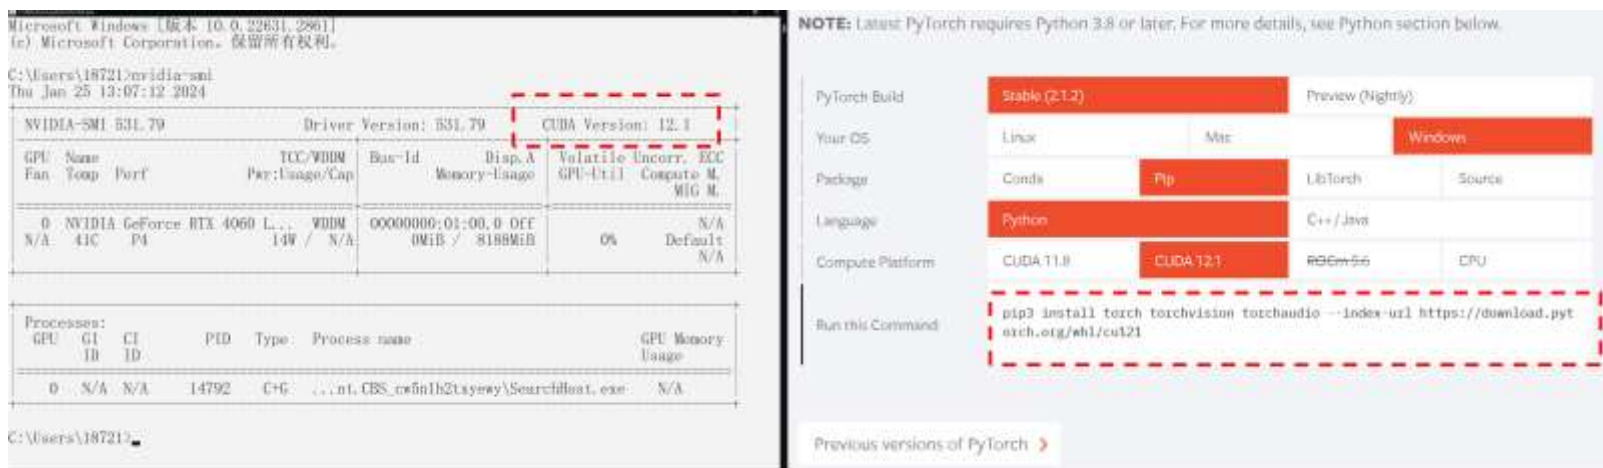 Microsoft Windows [版本 10.0.22631.2861]
(c) Microsoft Corporation。保留所有权利。
C:\Users\18721>nvidia-smi
Thu Jan 25 13:07:12 2024
NVIDIA-SMI 531.79 Driver Version: 531.79 CUDA Version: 12.1
GPU Name TCC/WDDM Bus-Id Disp.A Volatile Uncorr. ECC
Fan Temp Perf Pwr:Usage/Cap Memory-Usage GPU-Util Compute M.
MIG M.
0 NVIDIA GeForce RTX 4060 L... WDDM 00000000:01:00.0 Off N/A
N/A 41C P4 14W / N/A 0MiB / 8188MiB 0% Default
N/A
Processes:
GPU GI CI PID Type Process name GPU Memory
ID ID Usage
0 N/A N/A 14792 C+G ...nt.CBS_cw5n1h2txyewy\SearchHost.exe N/A
C:\Users\18721>
NOTE: Latest PyTorch requires Python 3.8 or later. For more details, see Python section below.
PyTorch Build Stable (2.1.2) Preview (Nightly)
Your OS Linux Mac Windows
Package Conda Pip LibTorch Source
Language Python C++ / Java
Compute Platform CUDA 11.8 CUDA 12.1 ROCm 5.6 CPU
Run this Command: pip3 install torch torchvision torchaudio --index-url https://download.pyt
orch.org/whl/cu121
Previous versions of PyTorch